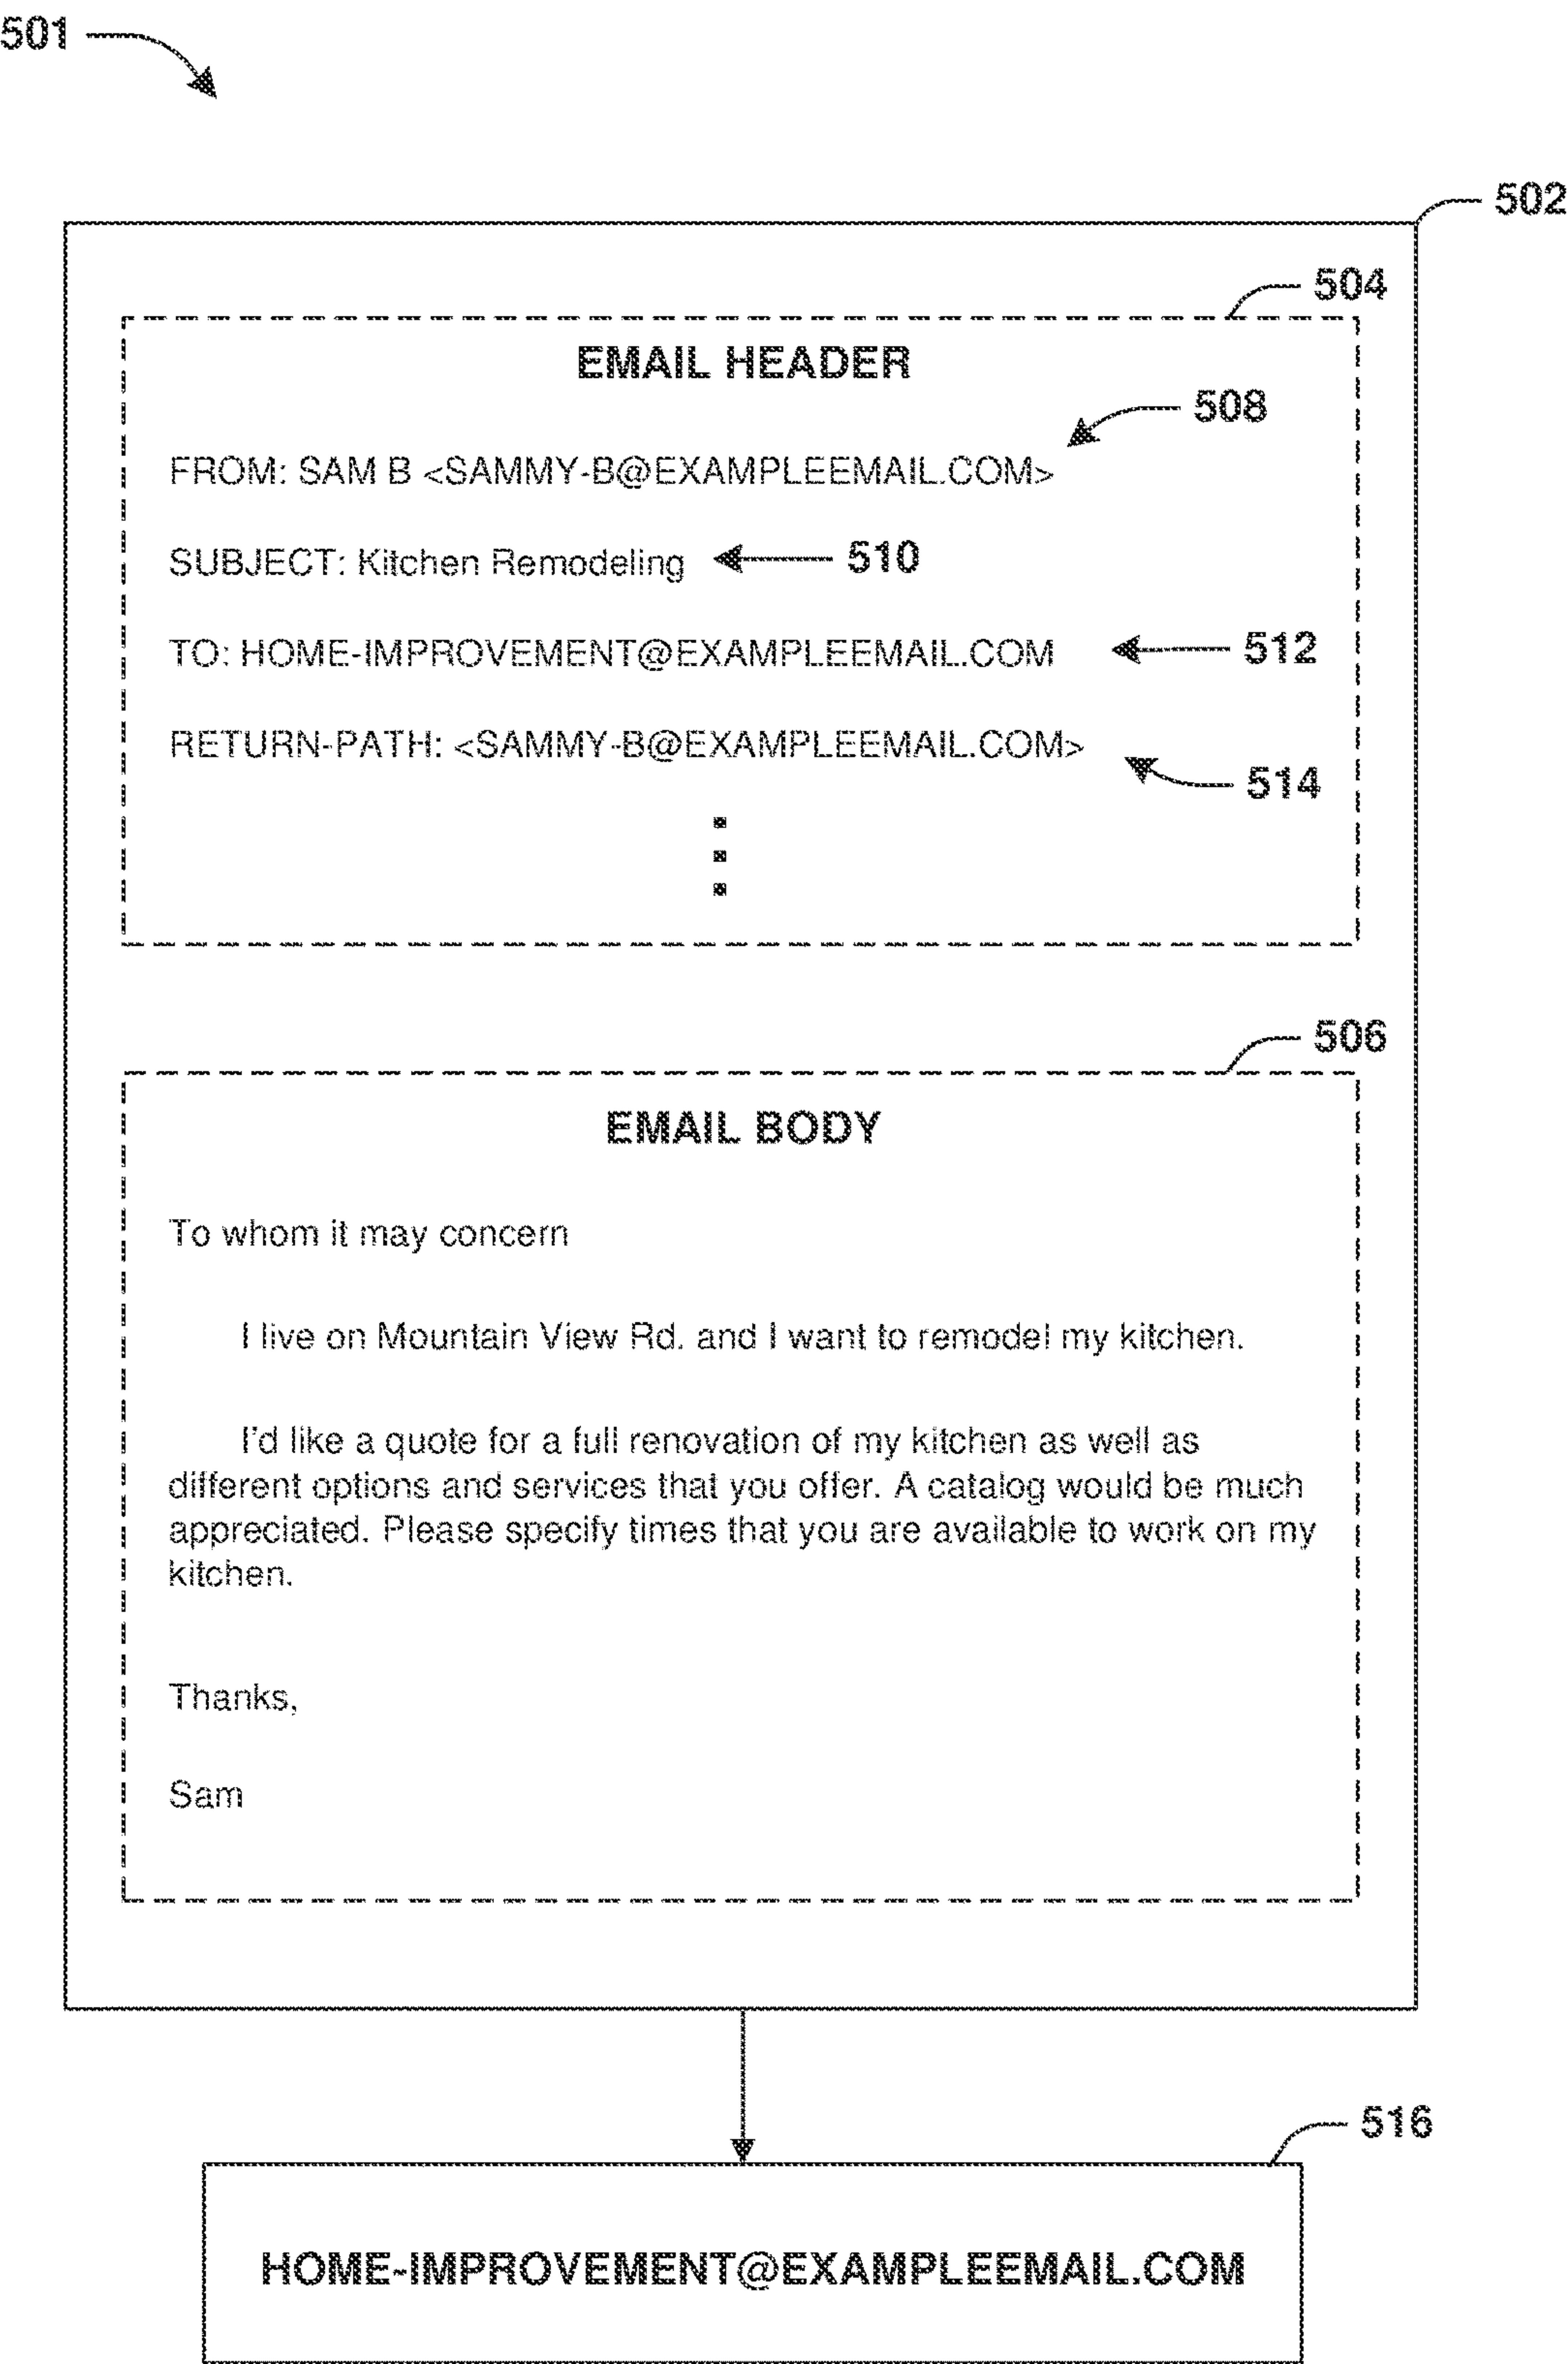 501
502
504
EMAIL HEADER
508
FROM: SAM B <SAMMY-B@EXAMPLEEMAIL.COM>
SUBJECT: Kitchen Remodeling
510
TO: HOME-IMPROVEMENT@EXAMPLEEMAIL.COM
512
RETURN-PATH: <SAMMY-B@EXAMPLEEMAIL.COM>
514
506
EMAIL BODY
To whom it may concern
I live on Mountain View Rd. and I want to remodel my kitchen.
I'd like a quote for a full renovation of my kitchen as well as
different options and services that you offer. A catalog would be much
appreciated. Please specify times that you are available to work on my
kitchen.
Thanks,
Sam
516
HOME-IMPROVEMENT@EXAMPLEEMAIL.COM